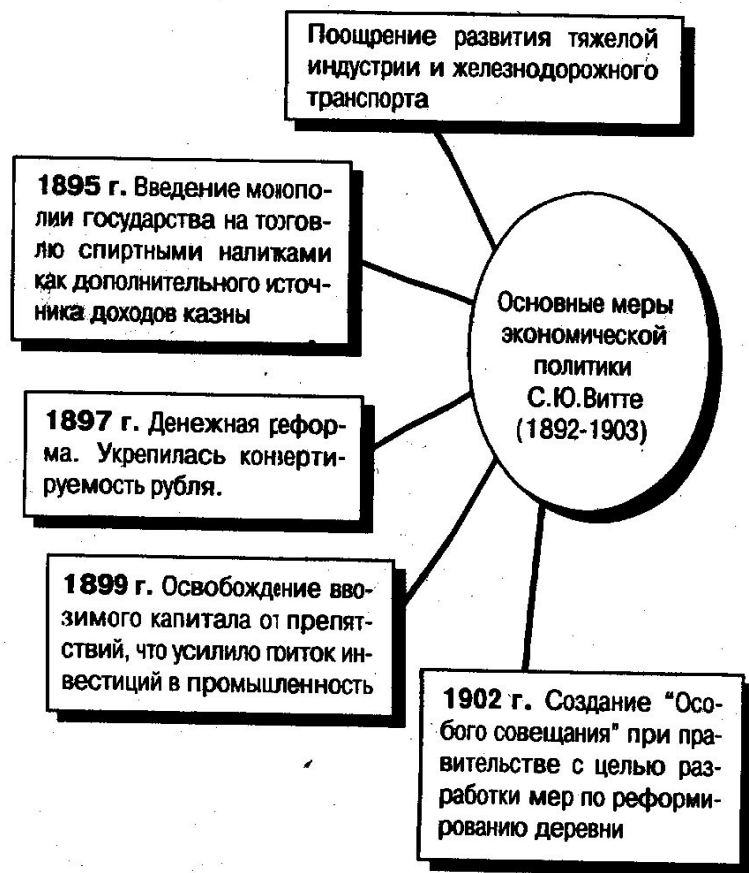 Поощрение развития тяжелой
индустрии и железнодорожного
транспорта
1895 г. Введение монопо-
лии государства на торгов-
лю спиртными напитками
как дополнительного источ-
ника доходов казны
Основные меры
экономической
политики
С.Ю.Витте
(1892-1903)
1897 г. Денежная рефор-
ма. Укрепилась конверти-
руемость рубля.
1899 г. Освобождение вво-
зимого капитала от препят-
ствий, что усилило приток ин-
вестиций в промышленность
1902 г. Создание "Осо-
бого совещания" при пра-
вительстве с целью раз-
работки мер по реформи-
рованию деревни